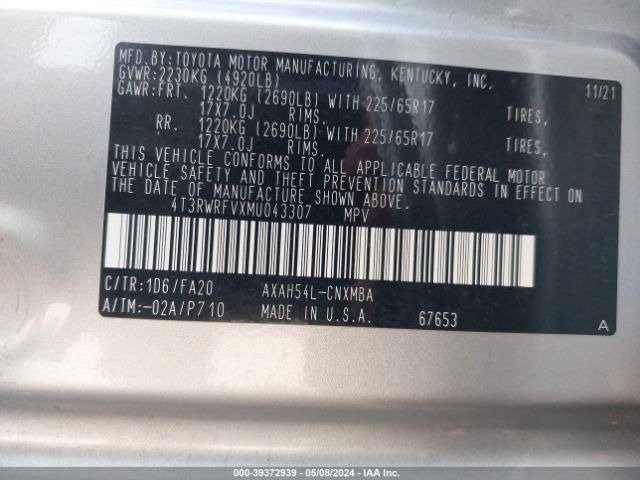 MFD.BY:TOYOTA MOTOR MANUFACTURING, KENTUCKY, INC.
GVWR:2230KG (4920LB) 11/21
GAWR:FRT. 1220KG (2690LB) WITH 225/65R17 TIRES,
17X7.0J RIMS,
RR. 1220KG (2690LB) WITH 225/65R17 TIRES,
17X7.0J RIMS.
THIS VEHICLE CONFORMS TO ALL APPLICABLE FEDERAL MOTOR
VEHICLE SAFETY AND THEFT PREVENTION STANDARDS IN EFFECT ON
THE DATE OF MANUFACTURE SHOWN ABOVE.
4T3RWRFVXMU043307 MPV
C/TR:1D6/FA20 AXAH54L-CNXMBA
A/TM:-02A/P710 MADE IN U.S.A. 67653 A
000-39372939 - 05/08/2024 - IAA Inc.